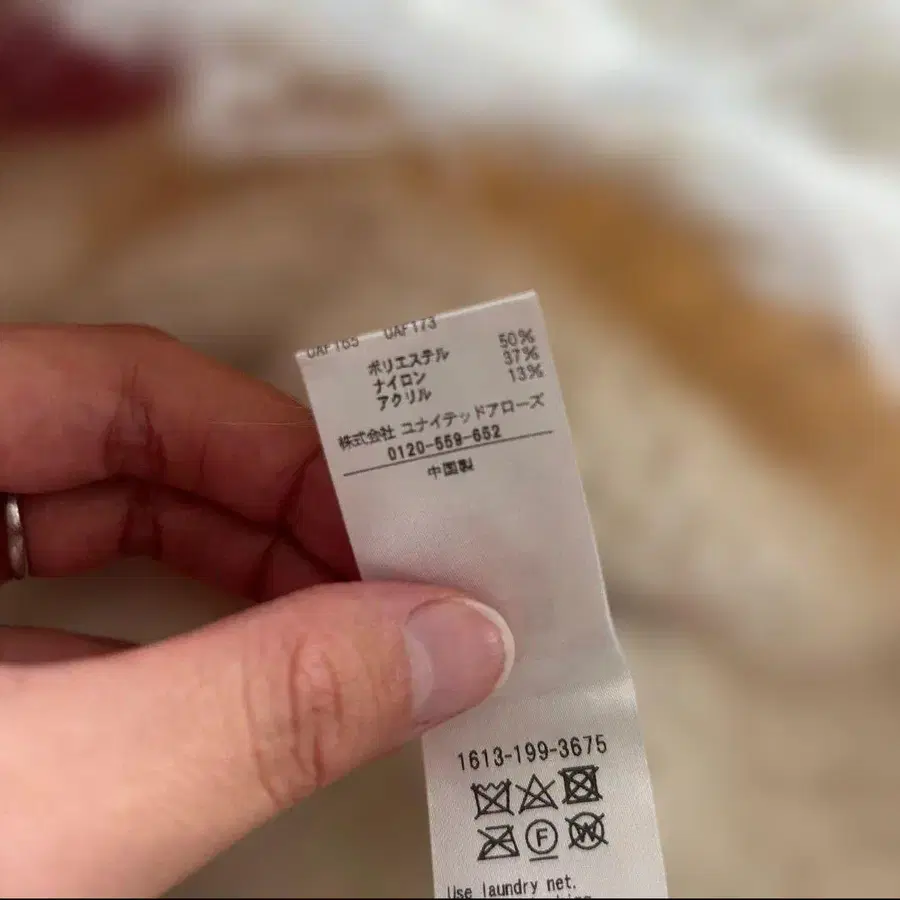 UAF165 UAF173
ポリエステル 50%
ナイロン 37%
アクリル 13%
株式会社 ユナイテッドアローズ
0120-559-652
中国製
1613-199-3675
F
W
Use laundry net.